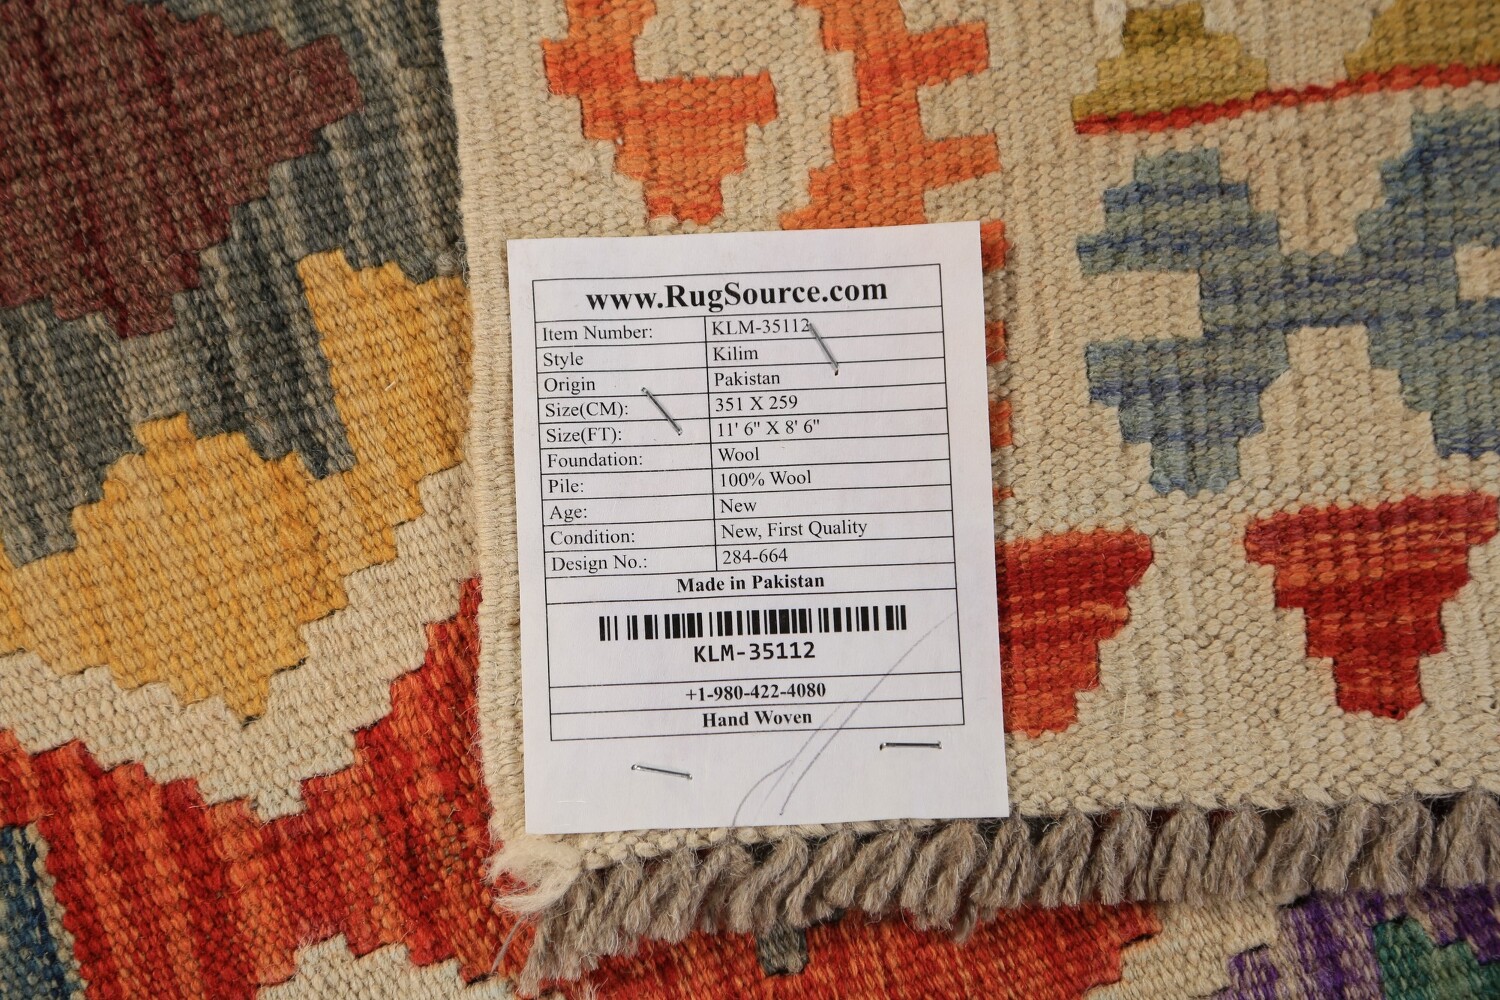 www.RugSource.com
Item Number: KLM-35112
Style Kilim
Origin Pakistan
Size(CM): 351 X 259
Size(FT): 11' 6" X 8' 6"
Foundation: Wool
Pile: 100% Wool
Age: New
Condition: New, First Quality
Design No.: 284-664
Made in Pakistan
KLM-35112
+1-980-422-4080
Hand Woven